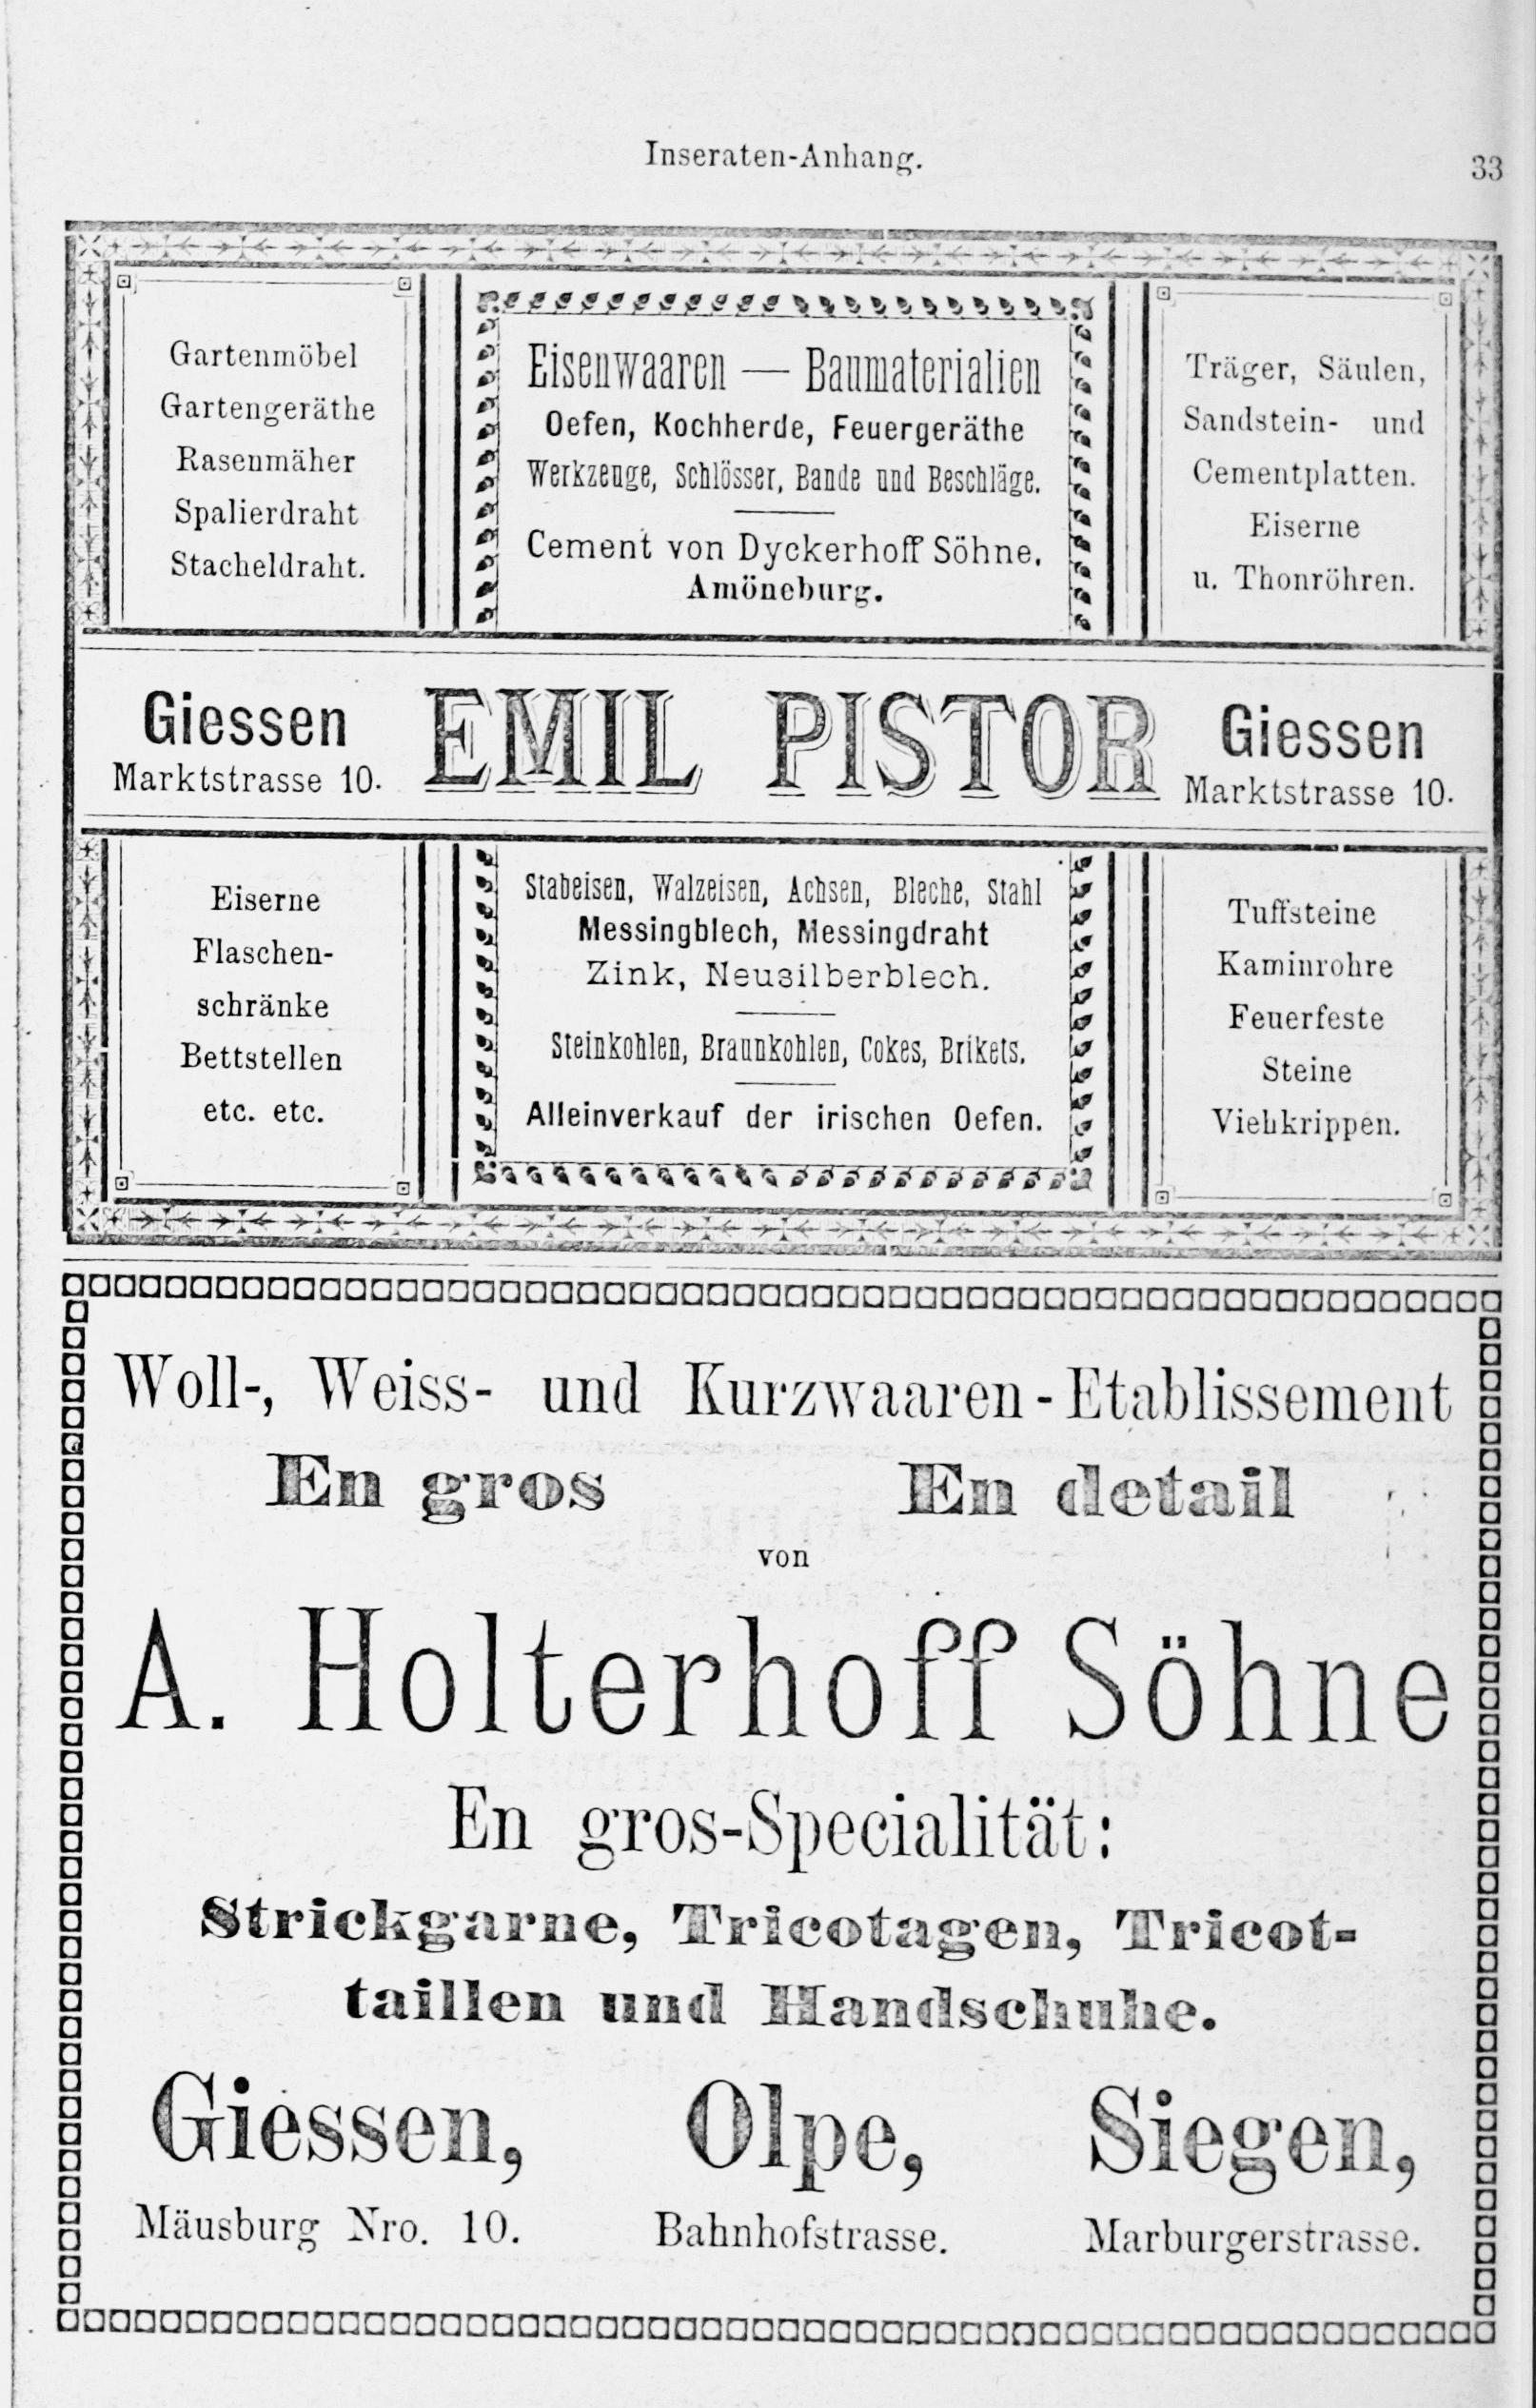 Inseraten-Anhang.
33
Gartenmöbel
Gartengeräthe
Rasenmäher
Spalierdraht
Stacheldraht.
Eisenwaaren — Baumaterialien
Oefen, Kochherde, Feuergeräthe
Werkzeuge, Schlösser, Bande und Beschläge.
Cement von Dyckerhoff Söhne.
Amöneburg.
Träger, Säulen,
Sandstein- und
Cementplatten.
Eiserne
u. Thonröhren.
Giessen
Marktstrasse 10.
EMIL PISTOR
Giessen
Marktstrasse 10.
Eiserne
Flaschen-
schränke
Bettstellen
etc. etc.
Stabeisen, Walzeisen, Achsen, Bleche, Stahl
Messingblech, Messingdraht
Zink, Neusilberblech.
Steinkohlen, Braunkohlen, Cokes, Brikets.
Alleinverkauf der irischen Oefen.
Tuffsteine
Kaminrohre
Feuerfeste
Steine
Viehkrippen.
Woll-, Weiss- und Kurzwaaren-Etablissement
En gros En detail
von
A. Holterhoff Söhne
En gros-Specialität:
Strickgarne, Tricotagen, Tricot-
taillen und Handschuhe.
Giessen, Olpe, Siegen,
Mäusburg Nro. 10. Bahnhofstrasse. Marburgerstrasse.